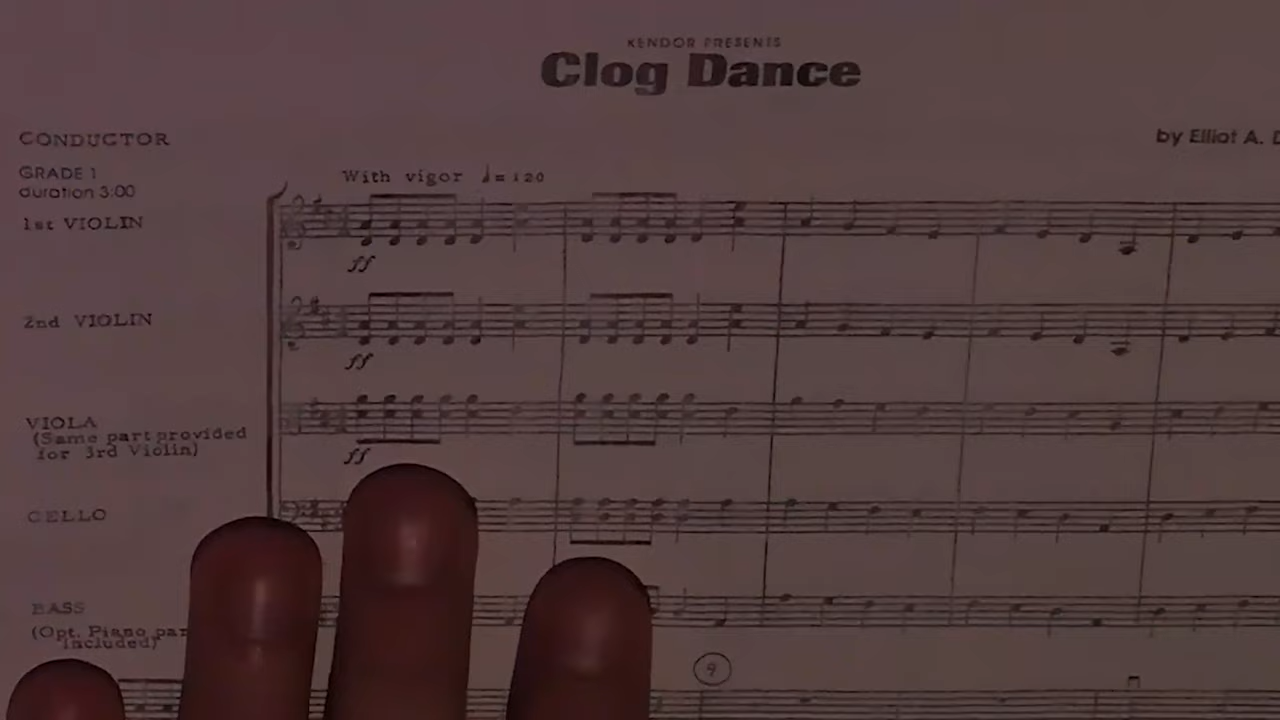 KENDOR PRESENTS
Clog Dance
CONDUCTOR
by Elliot A.
GRADE 1
duration 3:00
With vigor ♩=120
1st VIOLIN
ff
2nd VIOLIN
ff
VIOLA
(Same part provided
for 3rd Violin)
ff
CELLO
BASS
(Opt. Piano
included)
9